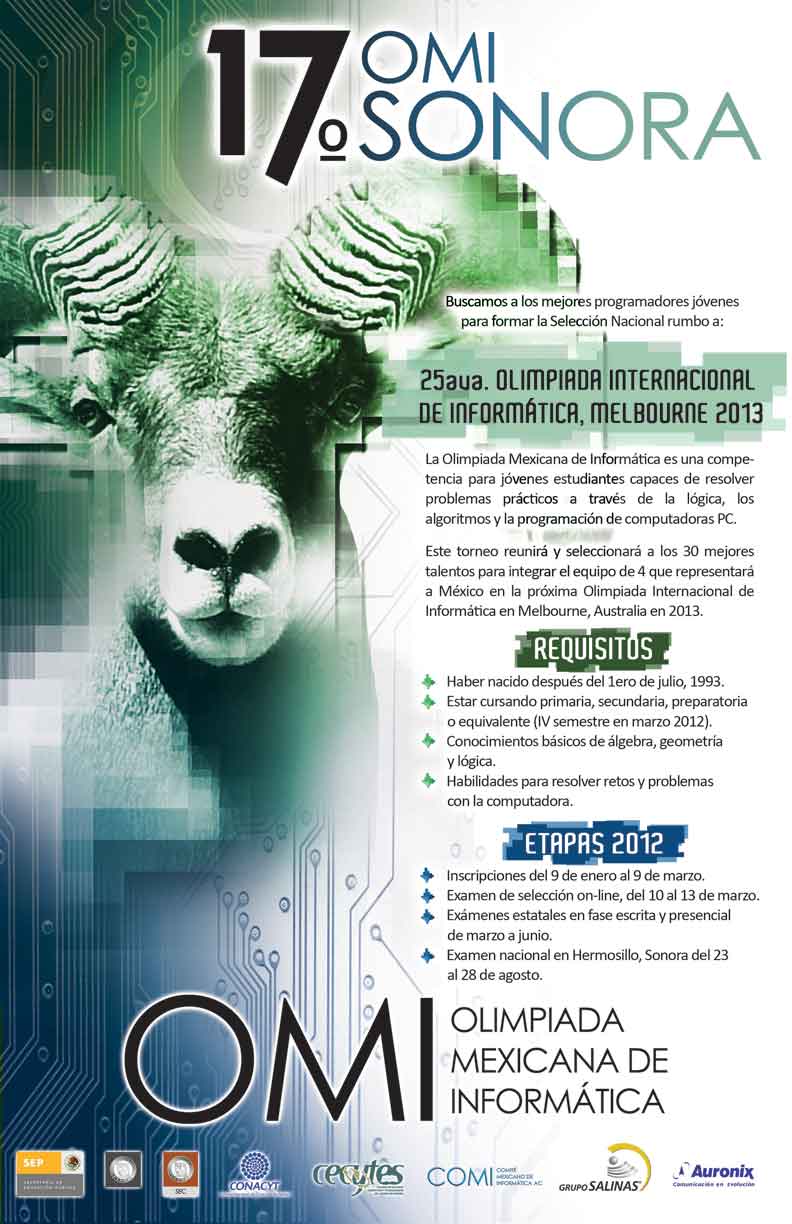 17º OMI
SONORA
Buscamos a los mejores programadores jóvenes
para formar la Selección Nacional rumbo a:
25ava. OLIMPIADA INTERNACIONAL
DE INFORMÁTICA, MELBOURNE 2013
La Olimpiada Mexicana de Informática es una compe-
tencia para jóvenes estudiantes capaces de resolver
problemas prácticos a través de la lógica, los
algoritmos y la programación de computadoras PC.
Este torneo reunirá y seleccionará a los 30 mejores
talentos para integrar el equipo de 4 que representará
a México en la próxima Olimpiada Internacional de
Informática en Melbourne, Australia en 2013.
REQUISITOS
Haber nacido después del 1ero de julio, 1993.
Estar cursando primaria, secundaria, preparatoria
o equivalente (IV semestre en marzo 2012).
Conocimientos básicos de álgebra, geometría
y lógica.
Habilidades para resolver retos y problemas
con la computadora.
ETAPAS 2012
Inscripciones del 9 de enero al 9 de marzo.
Examen de selección on-line, del 10 al 13 de marzo.
Exámenes estatales en fase escrita y presencial
de marzo a junio.
Examen nacional en Hermosillo, Sonora del 23
al 28 de agosto.
OMI
OLIMPIADA
MEXICANA DE
INFORMÁTICA
SEP
SECRETARÍA DE
EDUCACIÓN PÚBLICA
SEC
CONACYT
cecytes
COMI
COMITÉ
MEXICANO DE
INFORMÁTICA AC
GRUPO SALINAS
Auronix
Comunicación en Evolución